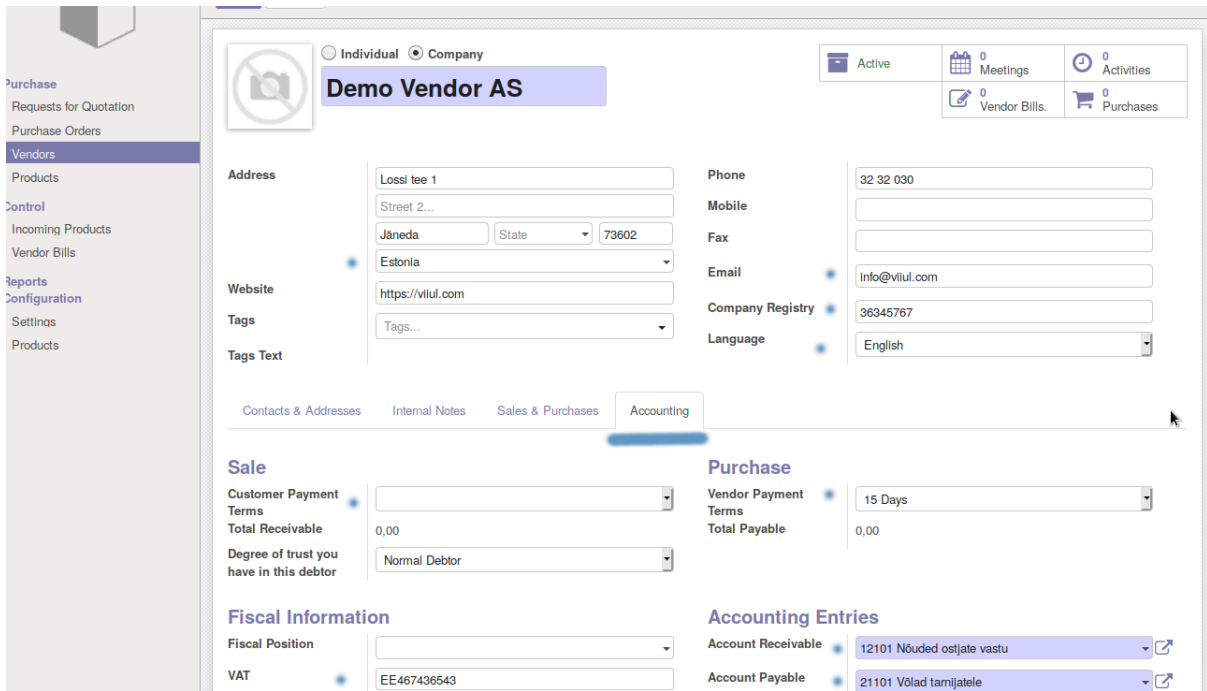 Purchase
Requests for Quotation
Purchase Orders
Vendors
Products
Control
Incoming Products
Vendor Bills
Reports
Configuration
Settings
Products
Individual Company
Demo Vendor AS
Active
0 Meetings
0 Activities
0 Vendor Bills.
0 Purchases
Address Lossi tee 1
Street 2...
Jäneda State 73602
Estonia
Website https://viiul.com
Tags Tags...
Tags Text
Phone 32 32 030
Mobile
Fax
Email info@viiul.com
Company Registry 36345767
Language English
Contacts & Addresses Internal Notes Sales & Purchases Accounting
Sale
Customer Payment
Terms
Total Receivable 0,00
Degree of trust you
have in this debtor Normal Debtor
Purchase
Vendor Payment
Terms 15 Days
Total Payable 0,00
Fiscal Information
Fiscal Position
VAT EE467436543
Accounting Entries
Account Receivable 12101 Nõuded ostjate vastu
Account Payable 21101 Võlad tarnijatele